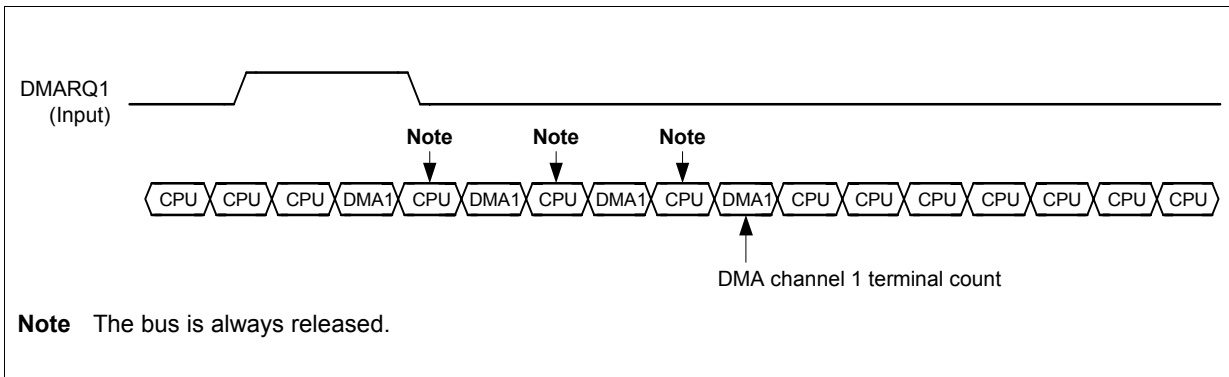 DMARQ1
(Input)
Note Note Note
CPU CPU CPU DMA1 CPU DMA1 CPU DMA1 CPU DMA1 CPU CPU CPU CPU CPU CPU CPU
DMA channel 1 terminal count
Note The bus is always released.